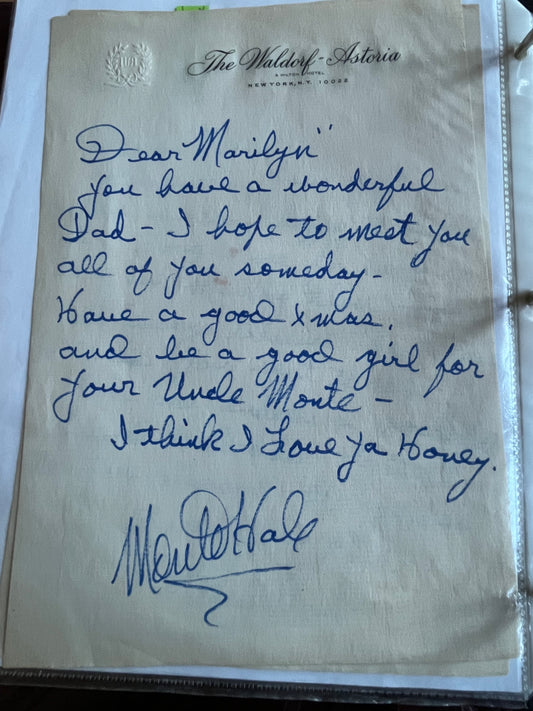 The Waldorf-Astoria
A HILTON HOTEL
NEW YORK, N.Y. 10022
Dear Marilyn"
you have a wonderful
Dad - I hope to meet you
all of you someday -
Have a good Xmas.
and be a good girl for
your Uncle Monte -
I think I Love ya Honey.
Monte Hale